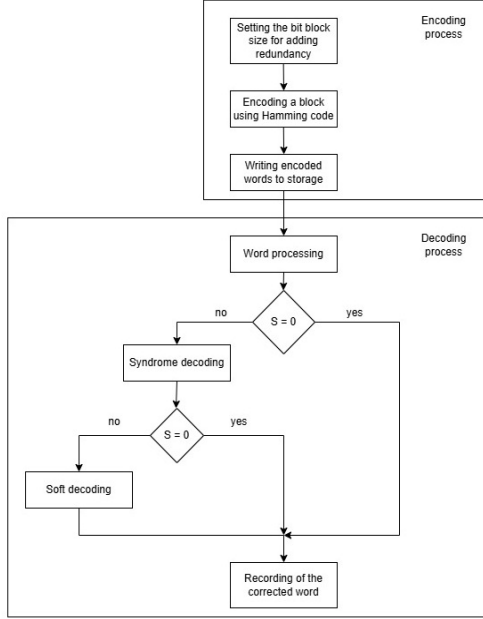 Setting the bit block
size for adding
redundancy
Encoding
process
Encoding a block
using Hamming code
Writing encoded
words to storage
Decoding
process
Word processing
no
S = 0
yes
Syndrome decoding
no
S = 0
yes
Soft decoding
Recording of the
corrected word